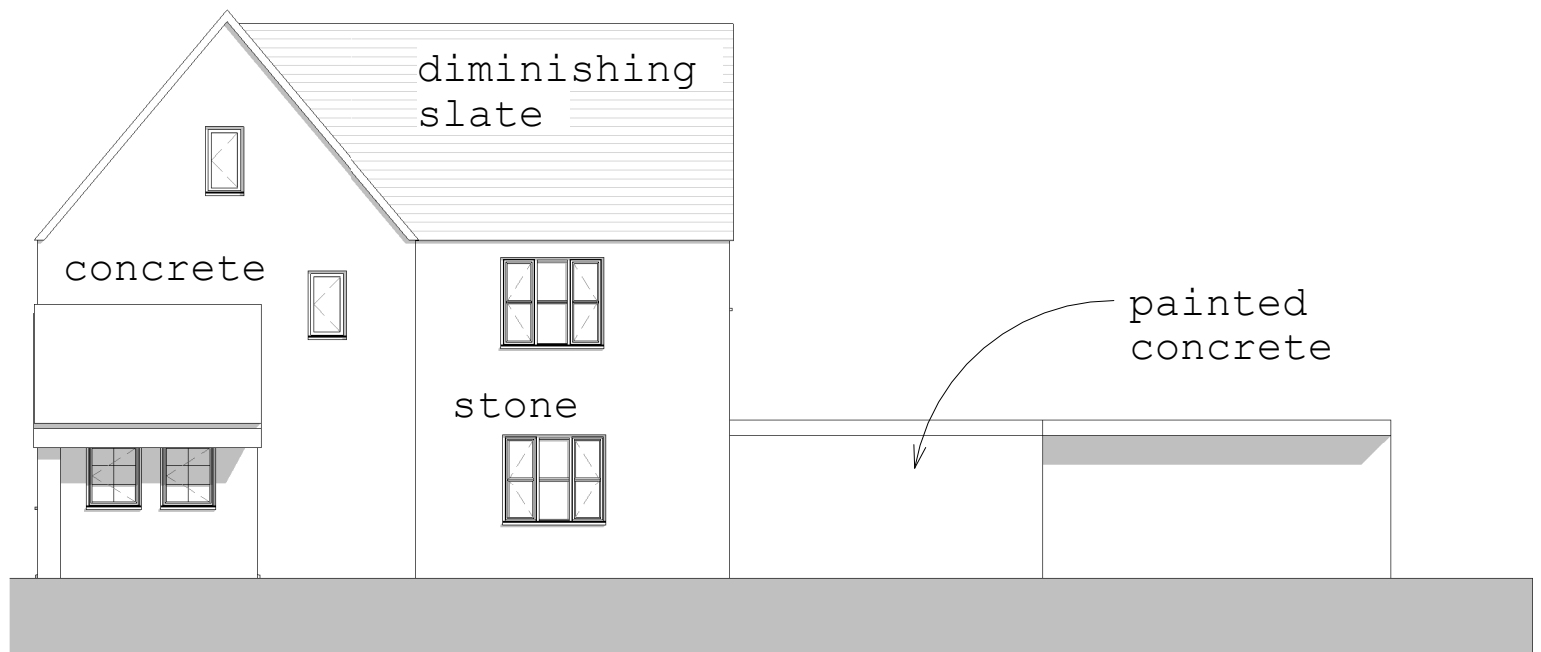 diminishing
slate
concrete
painted
concrete
stone